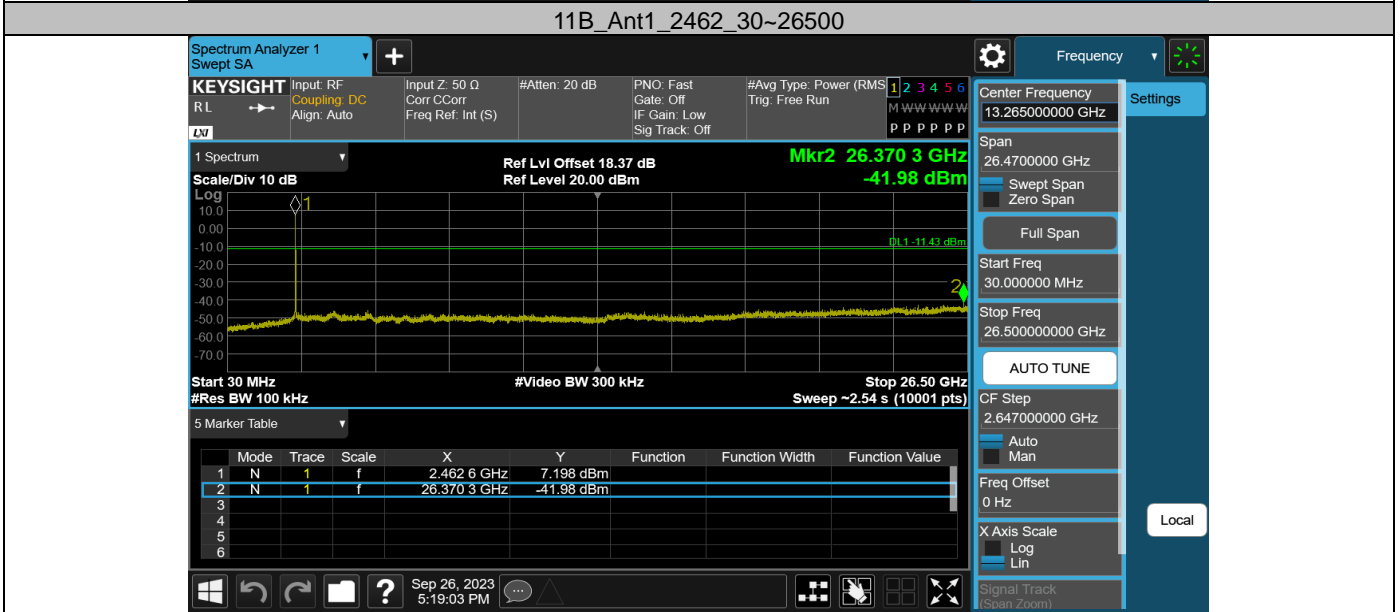 11B_Ant1_2462_30~26500
Spectrum Analyzer 1
Swept SA
+
Frequency
KEYSIGHT
R L
LXI
Input: RF
Coupling: DC
Align: Auto
Input Z: 50 Ω
Corr CCorr
Freq Ref: Int (S)
#Atten: 20 dB
PNO: Fast
Gate: Off
IF Gain: Low
Sig Track: Off
#Avg Type: Power (RMS
Trig: Free Run
1 2 3 4 5 6
M W W W W W
P P P P P P
1 Spectrum
Scale/Div 10 dB
Ref Lvl Offset 18.37 dB
Ref Level 20.00 dBm
Mkr2 26.370 3 GHz
-41.98 dBm
Log
10.0
0.00
-10.0
-20.0
-30.0
-40.0
-50.0
-60.0
-70.0
1
DL1 -11.43 dBm
2
Start 30 MHz
#Res BW 100 kHz
#Video BW 300 kHz
Stop 26.50 GHz
Sweep ~2.54 s (10001 pts)
5 Marker Table
Mode Trace Scale X Y Function Function Width Function Value
1 N 1 f 2.462 6 GHz 7.198 dBm
2 N 1 f 26.370 3 GHz -41.98 dBm
3
4
5
6
?
Sep 26, 2023
5:19:03 PM
Center Frequency
13.265000000 GHz
Span
26.4700000 GHz
Swept Span
Zero Span
Full Span
Start Freq
30.000000 MHz
Stop Freq
26.500000000 GHz
AUTO TUNE
CF Step
2.647000000 GHz
Auto
Man
Freq Offset
0 Hz
X Axis Scale
Log
Lin
Signal Track
(Span Zoom)
Settings
Local